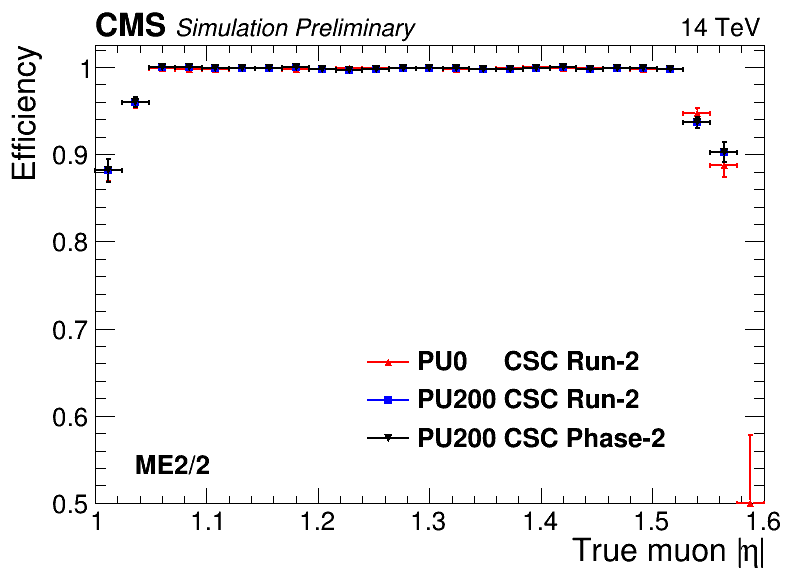 CMS Simulation Preliminary 14 TeV
Efficiency
1
0.9
0.8
0.7
0.6
0.5
PU0 CSC Run-2
PU200 CSC Run-2
PU200 CSC Phase-2
ME2/2
1 1.1 1.2 1.3 1.4 1.5 1.6
True muon |η|